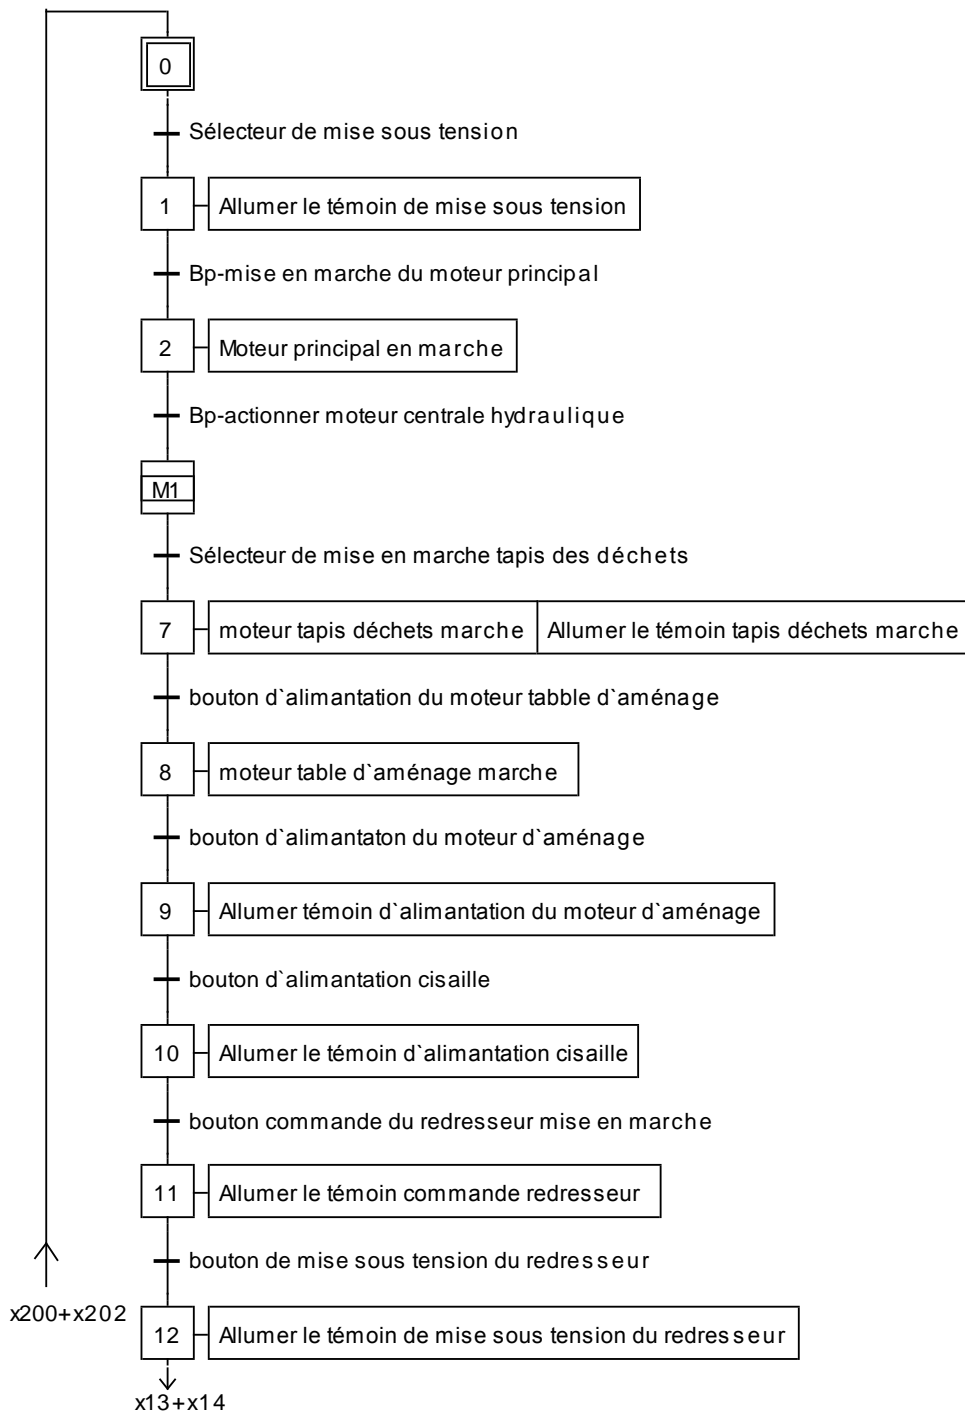 0
Sélecteur de mise sous tension
1
Allumer le témoin de mise sous tension
Bp-mise en marche du moteur principal
2
Moteur principal en marche
Bp-actionner moteur centrale hydraulique
M1
Sélecteur de mise en marche tapis des déchets
7
moteur tapis déchets marche
Allumer le témoin tapis déchets marche
bouton d`alimantation du moteur tabble d`aménage
8
moteur table d`aménage marche
bouton d`alimantaton du moteur d`aménage
9
Allumer témoin d`alimantation du moteur d`aménage
bouton d`alimantation cisaille
10
Allumer le témoin d`alimantation cisaille
bouton commande du redresseur mise en marche
11
Allumer le témoin commande redresseur
bouton de mise sous tension du redresseur
x200+x202
12
Allumer le témoin de mise sous tension du redresseur
x13+x14